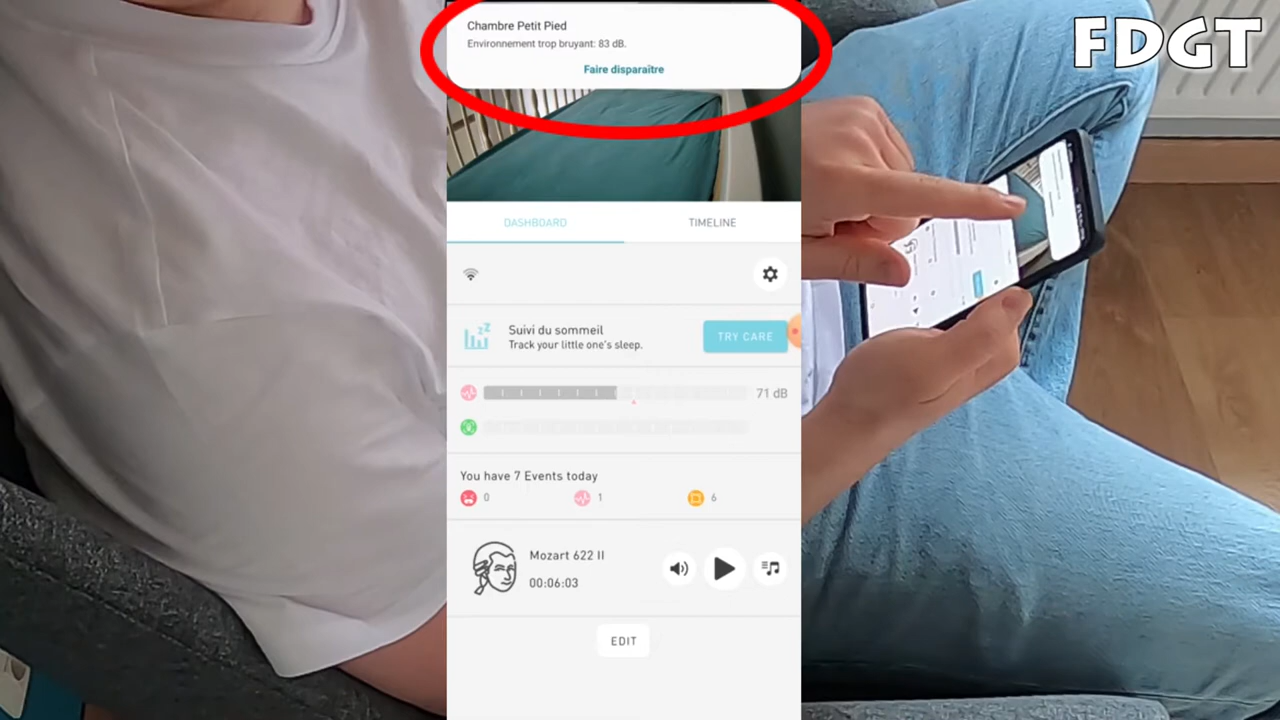 Chambre Petit Pied
Environnement trop bruyant: 83 dB.
Faire disparaître
FDGT
DASHBOARD
TIMELINE
Suivi du sommeil
Track your little one's sleep.
TRY CARE
71 dB
You have 7 Events today
0
1
6
Mozart 622 II
00:06:03
EDIT